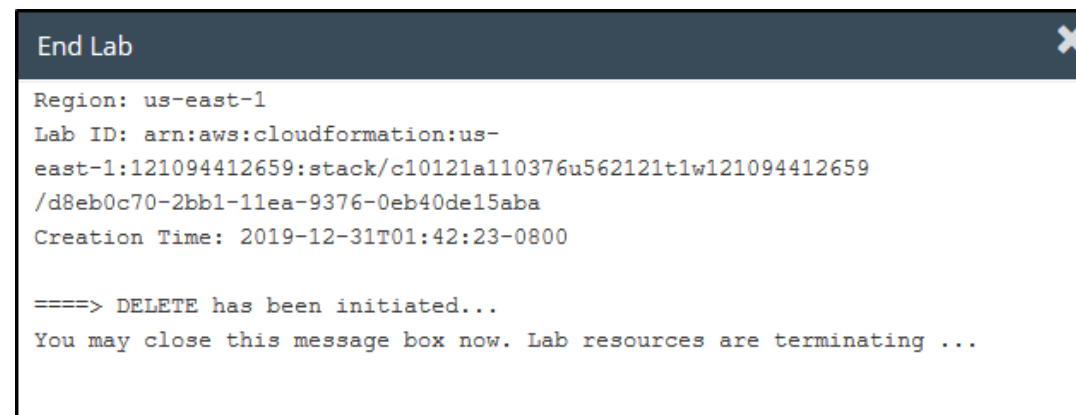 End Lab
Region: us-east-1
Lab ID: arn:aws:cloudformation:us-
east-1:121094412659:stack/c10121a110376u562121t1w121094412659
/d8eb0c70-2bb1-11ea-9376-0eb40de15aba
Creation Time: 2019-12-31T01:42:23-0800
====> DELETE has been initiated...
You may close this message box now. Lab resources are terminating ...